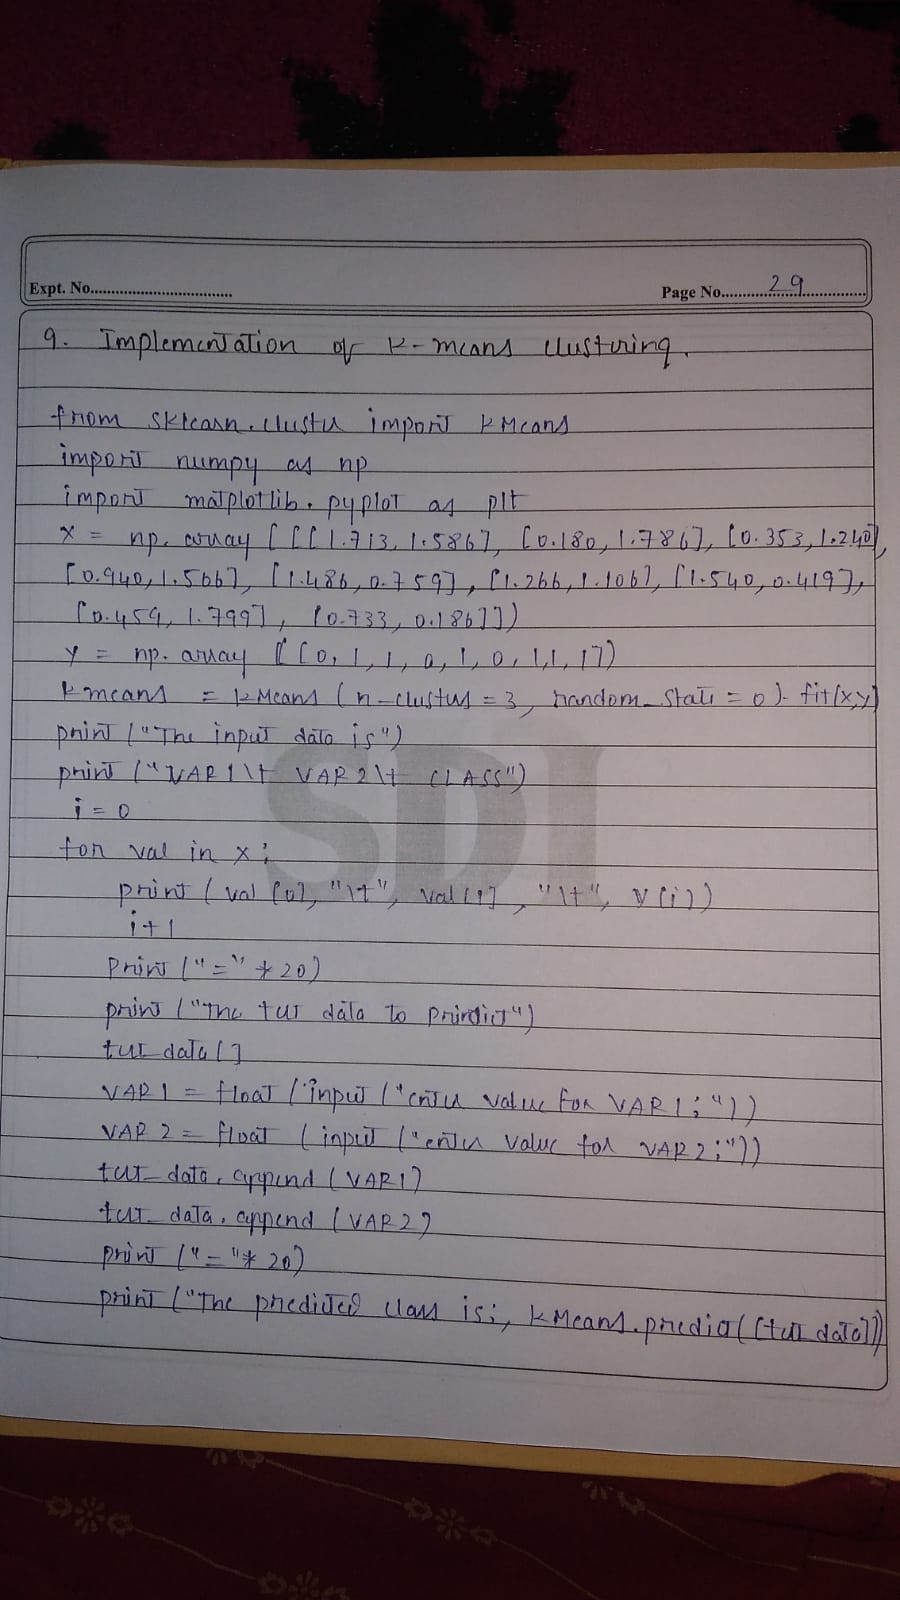 Expt. No.................................
Page No........29.............
9. Implementation of k-means clustering.
from sklearn.cluster import KMeans
import numpy as np
import matplotlib.pyplot as plt
X = np.array [[[1.713, 1.586], [0.180, 1.786], [0.353, 1.240],
[0.940, 1.566], [1.486, 0.759], [1.266, 1.106], [1.540, 0.419],
[0.459, 1.799], [0.733, 0.186]])
y = np.array ([0, 1, 1, 0, 1, 0, 1, 1, 1])
kmeans = KMeans (n-clusters = 3, random_state = 0). fit(x,y)
print ("The input data is")
print ("VAR1\t VAR2\t CLASS")
i = 0
for val in x:
print (val [0], "\t", val[1], "\t", y[i])
i+1
print ("=" * 20)
print ("The test data to predict")
test data[]
VAR1 = float (input ("enter value for VAR1;"))
VAR2 = float (input ("enter value for VAR2;"))
test_data. append (VAR1)
test_data. append (VAR2)
print ("="* 20)
print ("The predicted class is:, kMeans.predict([test data])
SDI